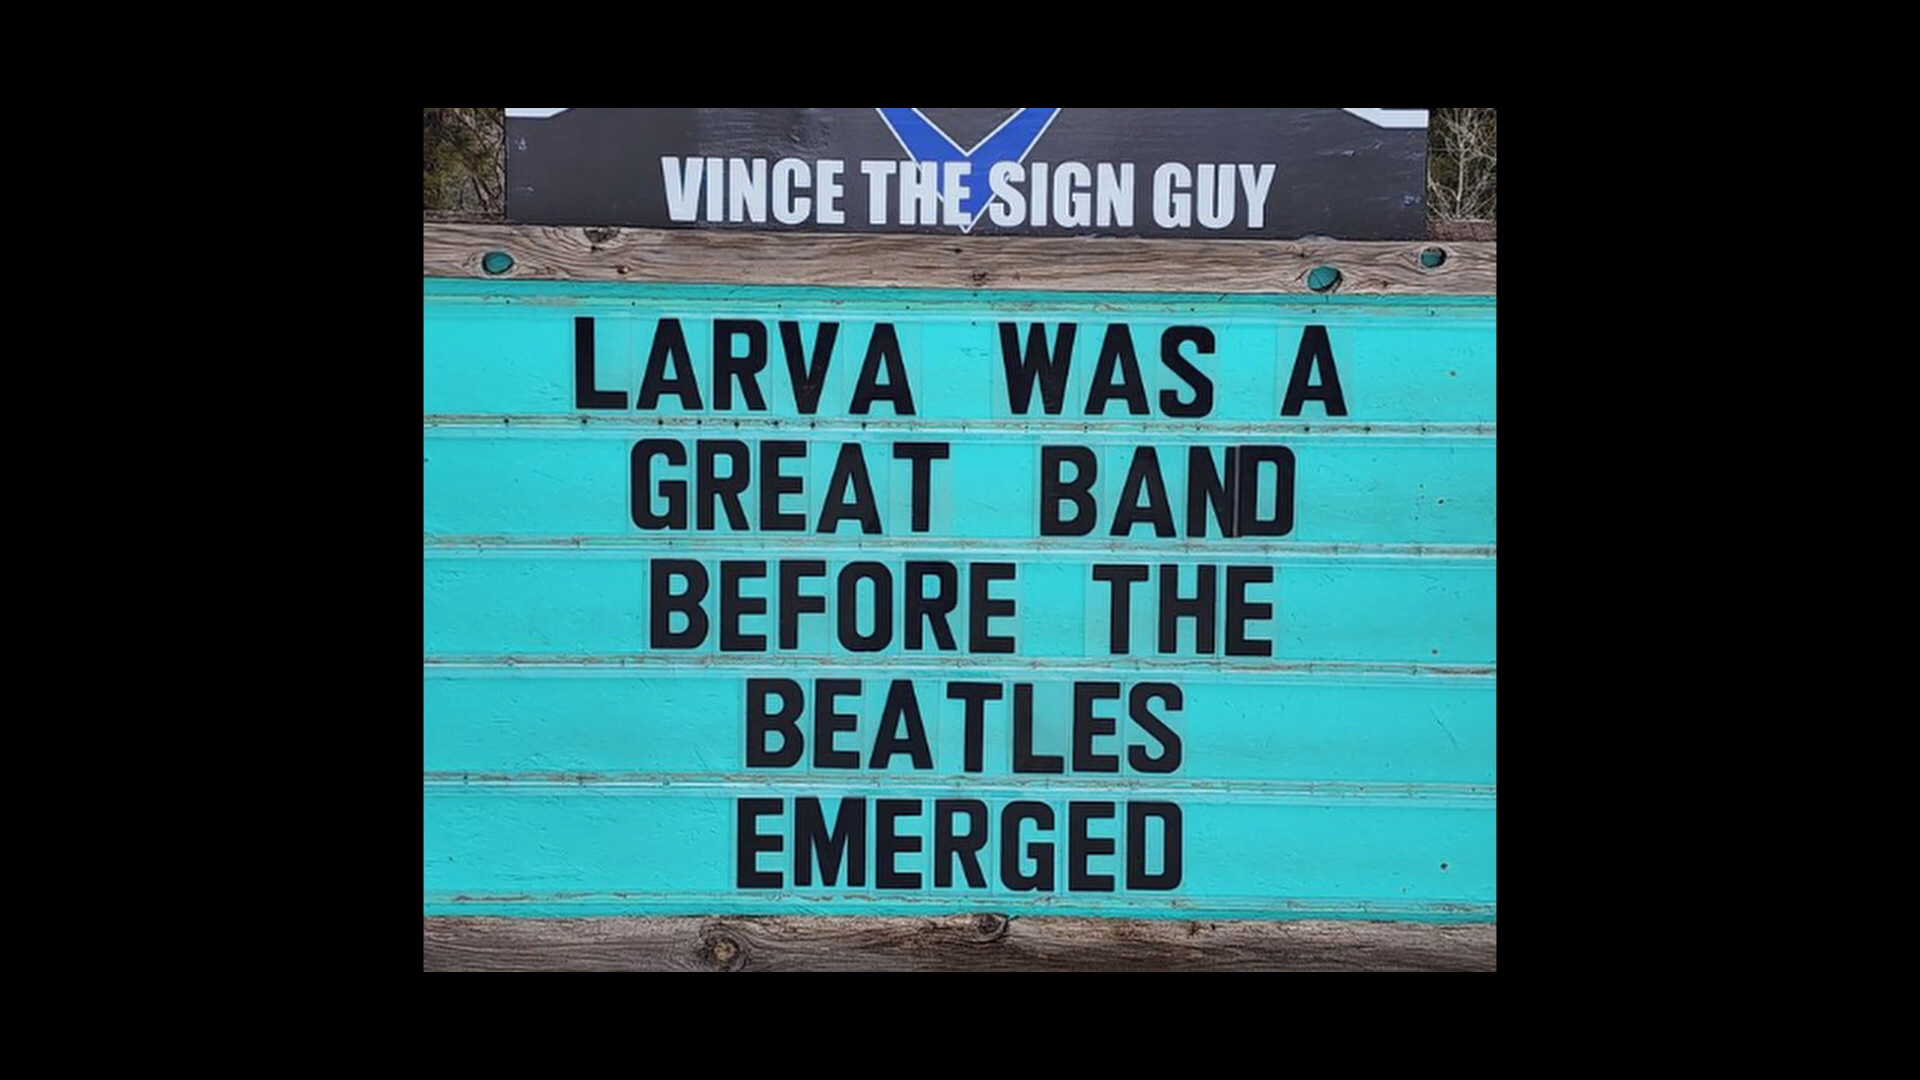 VINCE THE SIGN GUY
LARVA WAS A
GREAT BAND
BEFORE THE
BEATLES
EMERGED